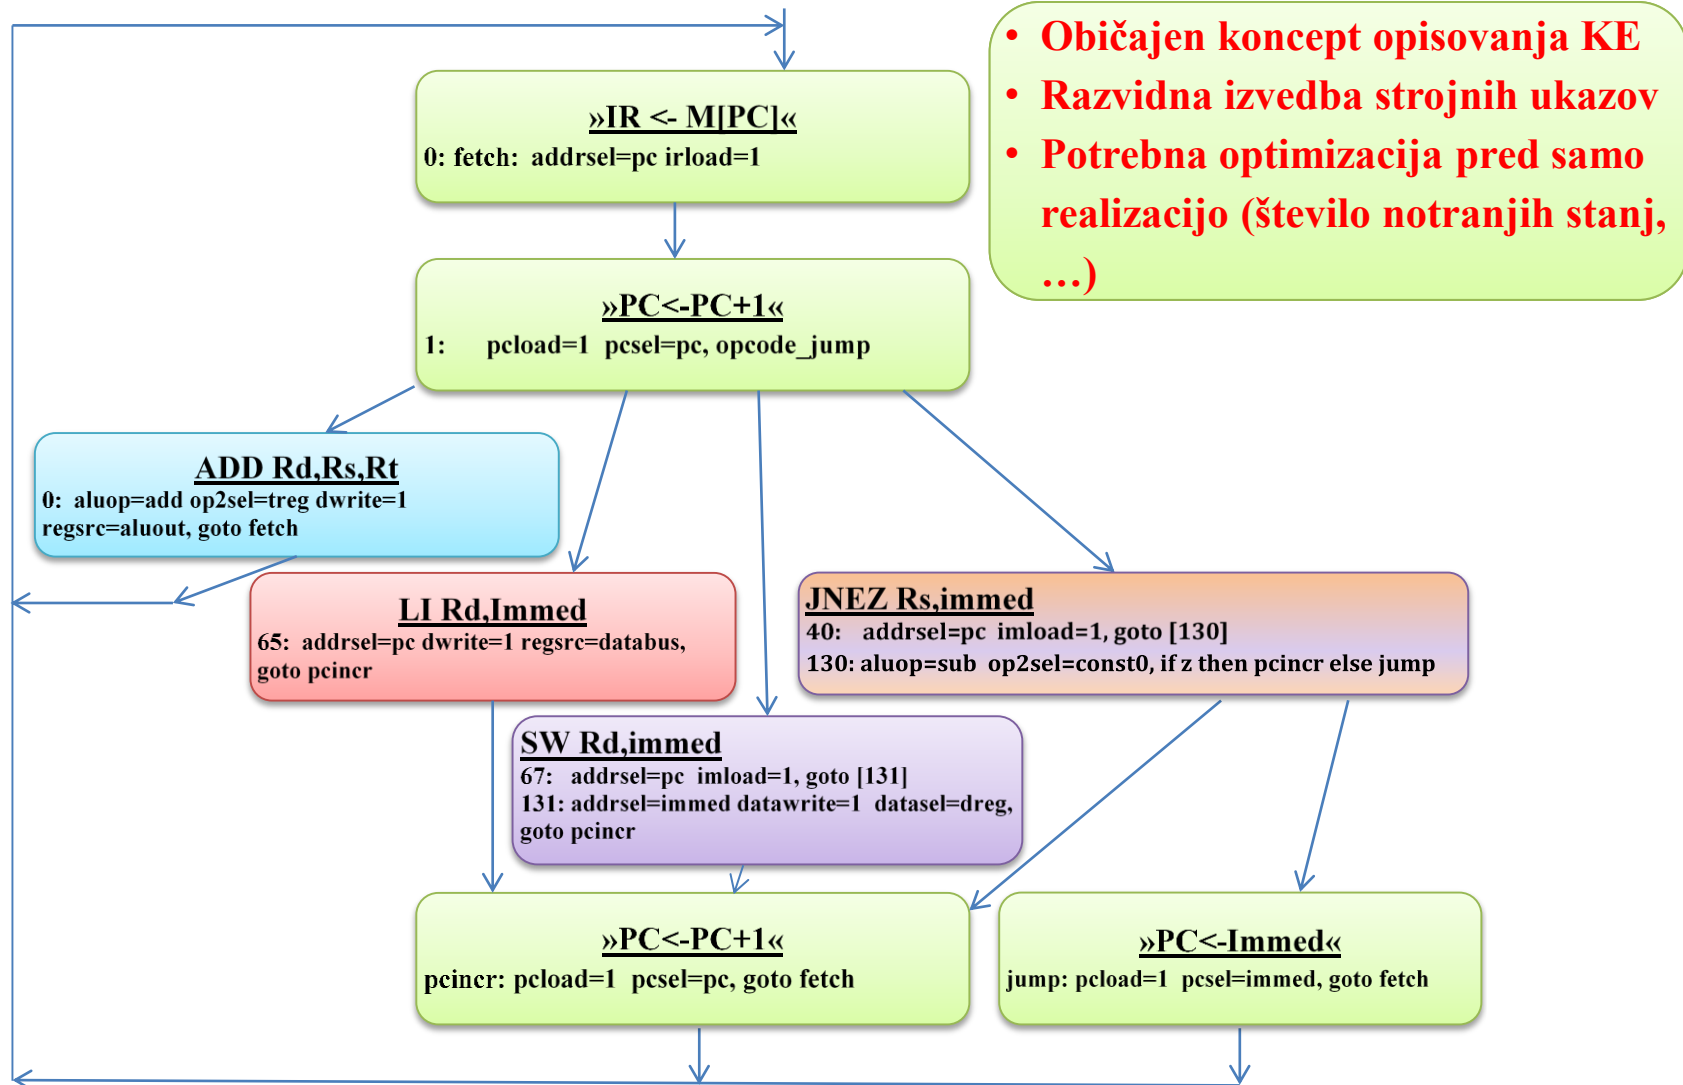 • Običajen koncept opisovanja KE
• Razvidna izvedba strojnih ukazov
• Potrebna optimizacija pred samo
realizacijo (število notranjih stanj,
…)
»IR <- M[PC]«
0: fetch: addrsel=pc irload=1
»PC<-PC+1«
1: pcload=1 pcsel=pc, opcode_jump
ADD Rd,Rs,Rt
0: aluop=add op2sel=treg dwrite=1
regsrc=aluout, goto fetch
LI Rd,Immed
65: addrsel=pc dwrite=1 regsrc=databus,
goto pcincr
JNEZ Rs,immed
40: addrsel=pc imload=1, goto [130]
130: aluop=sub op2sel=const0, if z then pcincr else jump
SW Rd,immed
67: addrsel=pc imload=1, goto [131]
131: addrsel=immed datawrite=1 datasel=dreg,
goto pcincr
»PC<-PC+1«
pcincr: pcload=1 pcsel=pc, goto fetch
»PC<-Immed«
jump: pcload=1 pcsel=immed, goto fetch